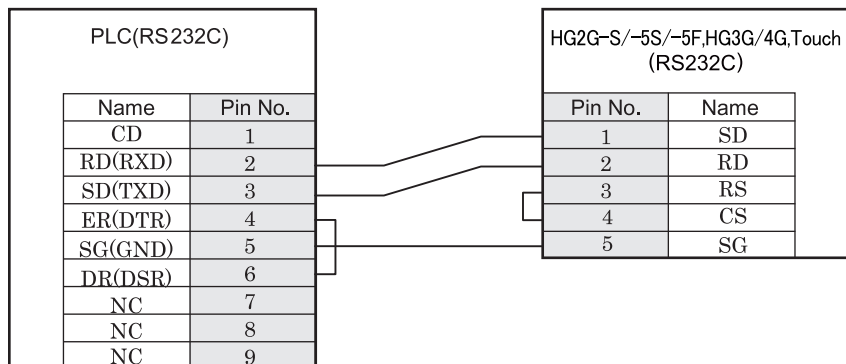 PLC(RS232C)
Name Pin No.
CD 1
RD(RXD) 2
SD(TXD) 3
ER(DTR) 4
SG(GND) 5
DR(DSR) 6
NC 7
NC 8
NC 9
HG2G-S/-5S/-5F,HG3G/4G,Touch
(RS232C)
Pin No. Name
1 SD
2 RD
3 RS
4 CS
5 SG